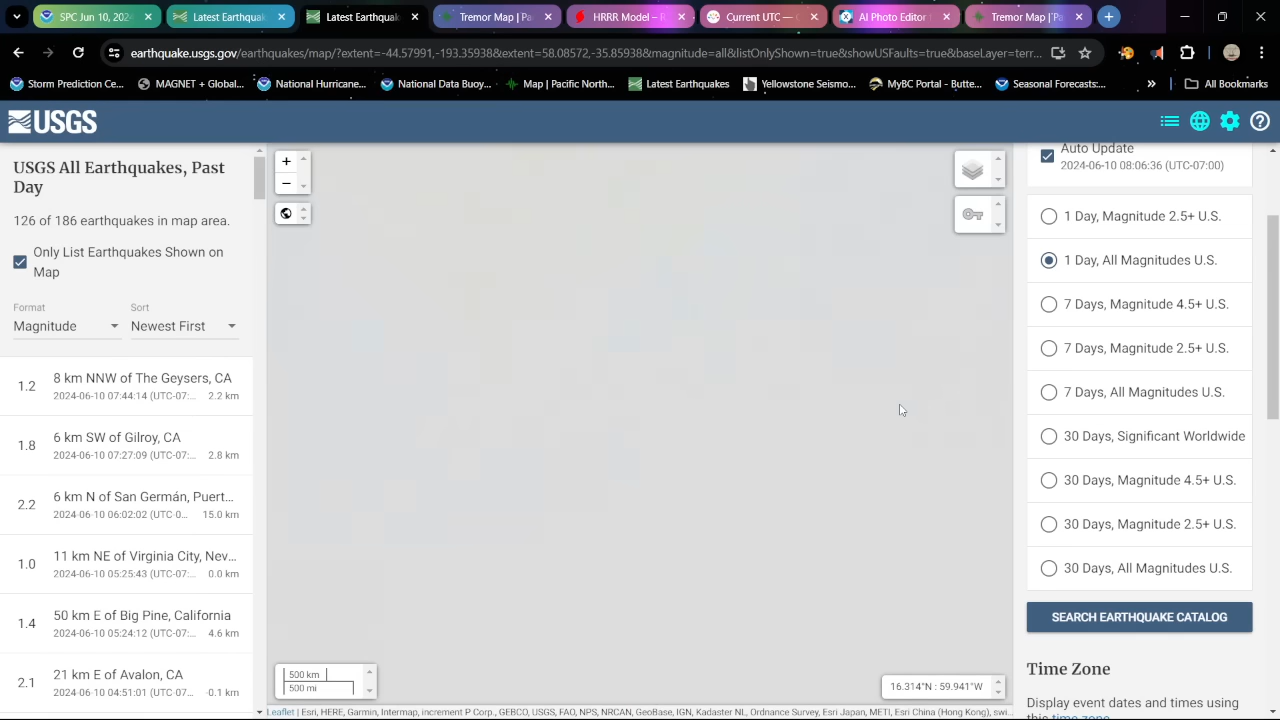 SPC Jun 10, 2024
Latest Earthquak
Latest Earthquak
Tremor Map | Pa
HRRR Model – R
Current UTC —
AI Photo Editor
Tremor Map | Pa
earthquake.usgs.gov/earthquakes/map/?extent=-44.57991,-193.35938&extent=58.08572,-35.85938&magnitude=all&listOnlyShown=true&showUSFaults=true&baseLayer=terr...
Storm Prediction Ce...
MAGNET + Global...
National Hurricane...
National Data Buoy...
Map | Pacific North...
Latest Earthquakes
Yellowstone Seismo...
MyBC Portal - Butte...
Seasonal Forecasts:...
»
All Bookmarks
USGS
USGS All Earthquakes, Past
Day
126 of 186 earthquakes in map area.
Only List Earthquakes Shown on
Map
Format
Magnitude
Sort
Newest First
1.2
8 km NNW of The Geysers, CA
2024-06-10 07:44:14 (UTC-07:...
2.2 km
1.8
6 km SW of Gilroy, CA
2024-06-10 07:27:09 (UTC-07:...
2.8 km
2.2
6 km N of San Germán, Puert...
2024-06-10 06:02:02 (UTC-0...
15.0 km
1.0
11 km NE of Virginia City, Nev...
2024-06-10 05:25:43 (UTC-07:...
0.0 km
1.4
50 km E of Big Pine, California
2024-06-10 05:24:12 (UTC-07:...
4.6 km
2.1
21 km E of Avalon, CA
2024-06-10 04:51:01 (UTC-07...
-0.1 km
+
−
500 km
500 mi
16.314°N : 59.941°W
Leaflet | Esri, HERE, Garmin, Intermap, increment P Corp., GEBCO, USGS, FAO, NPS, NRCAN, GeoBase, IGN, Kadaster NL, Ordnance Survey, Esri Japan, METI, Esri China (Hong Kong), swi...
Auto Update
2024-06-10 08:06:36 (UTC-07:00)
1 Day, Magnitude 2.5+ U.S.
1 Day, All Magnitudes U.S.
7 Days, Magnitude 4.5+ U.S.
7 Days, Magnitude 2.5+ U.S.
7 Days, All Magnitudes U.S.
30 Days, Significant Worldwide
30 Days, Magnitude 4.5+ U.S.
30 Days, Magnitude 2.5+ U.S.
30 Days, All Magnitudes U.S.
SEARCH EARTHQUAKE CATALOG
Time Zone
Display event dates and times using
this time zone